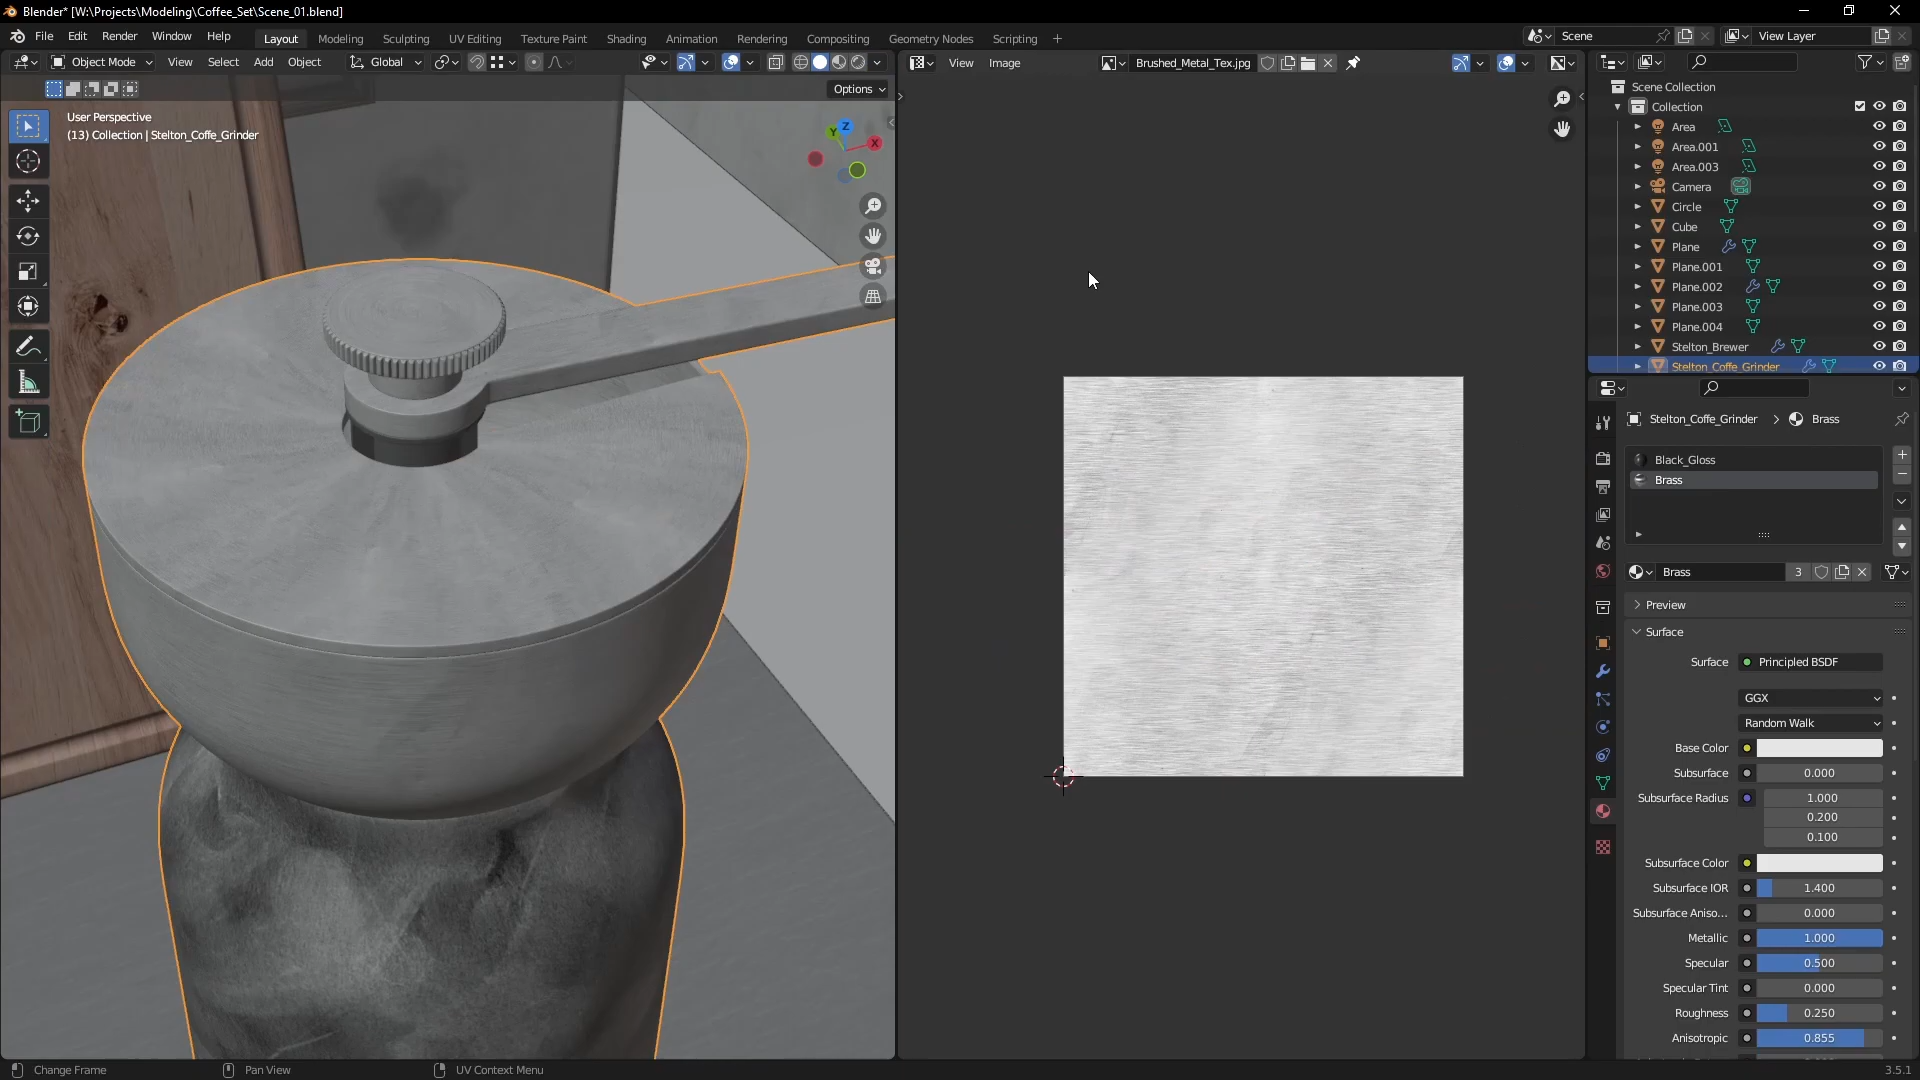 Blender* [W:\Projects\Modeling\Coffee_Set\Scene_01.blend]
File Edit Render Window Help
Layout Modeling Sculpting UV Editing Texture Paint Shading Animation Rendering Compositing Geometry Nodes Scripting +
Scene
View Layer
Object Mode View Select Add Object Global
View Image Brushed_Metal_Tex.jpg
Options
User Perspective
(13) Collection | Stelton_Coffe_Grinder
Z
Y
X
Scene Collection
Collection
Area
Area.001
Area.003
Camera
Circle
Cube
Plane
Plane.001
Plane.002
Plane.003
Plane.004
Stelton_Brewer
Stelton_Coffe_Grinder
Stelton_Coffe_Grinder > Brass
Black_Gloss
Brass
Brass 3
Preview
Surface
Surface Principled BSDF
GGX
Random Walk
Base Color
Subsurface 0.000
Subsurface Radius 1.000
0.200
0.100
Subsurface Color
Subsurface IOR 1.400
Subsurface Aniso... 0.000
Metallic 1.000
Specular 0.500
Specular Tint 0.000
Roughness 0.250
Anisotropic 0.855
Change Frame Pan View UV Context Menu 3.5.1